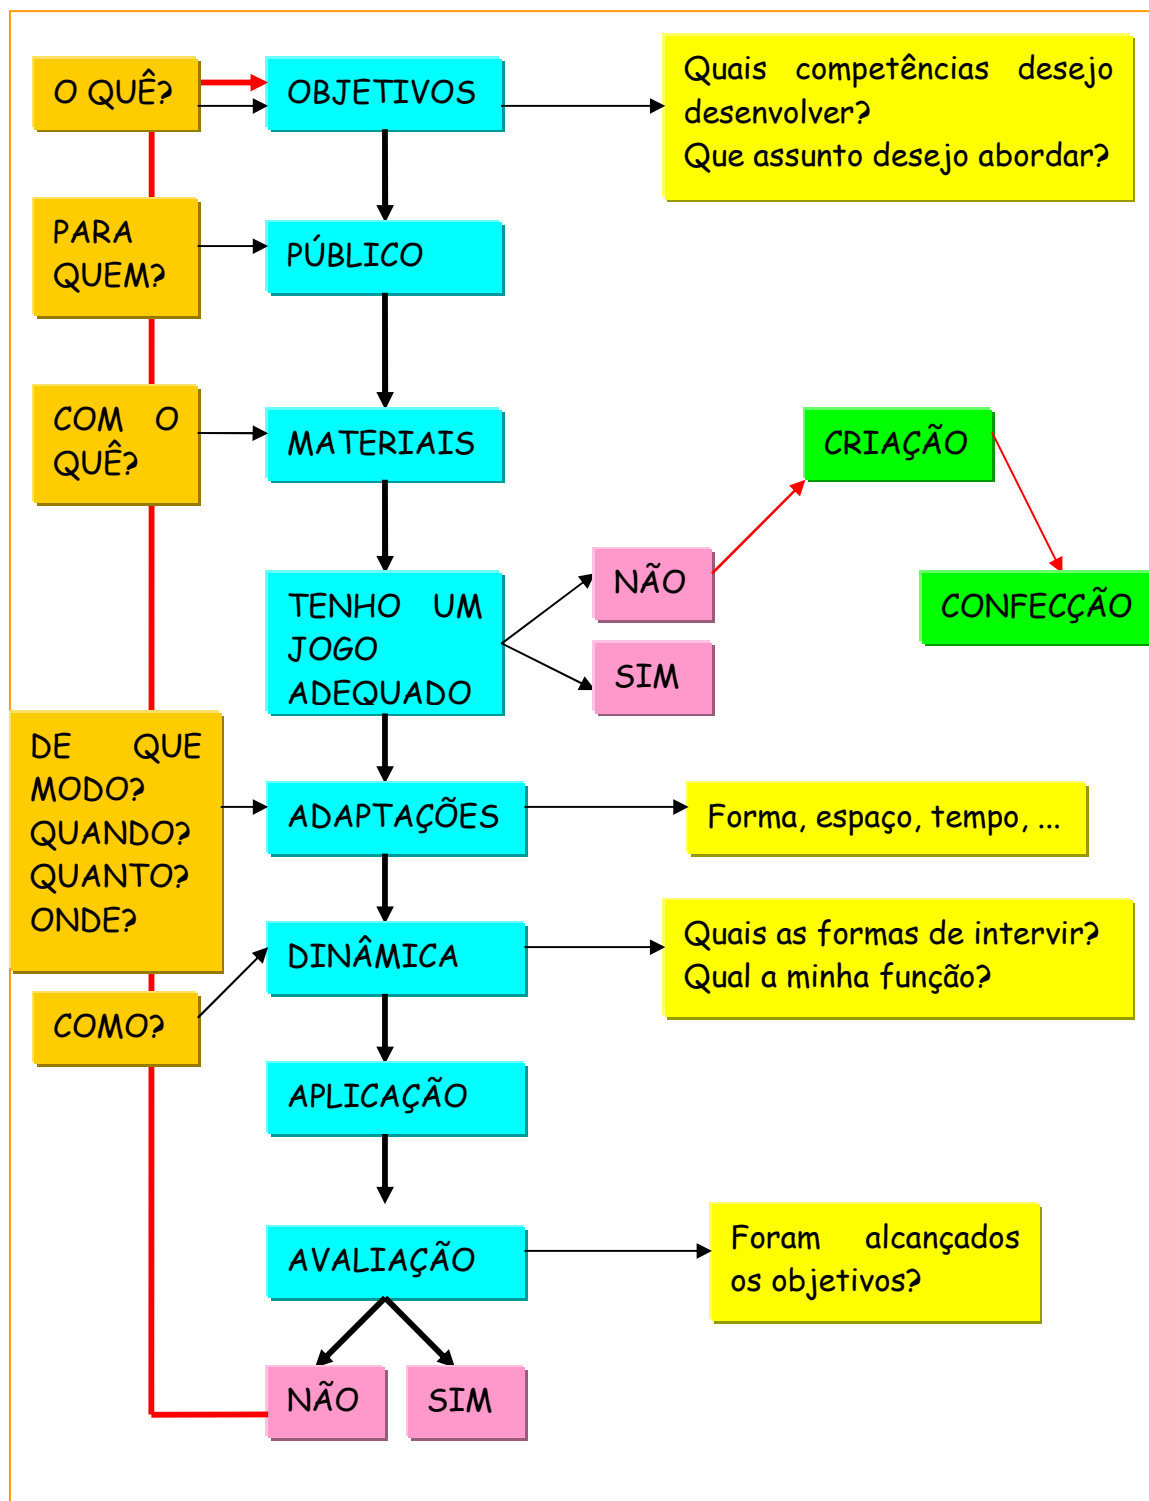 O QUÊ?
OBJETIVOS
Quais competências desejo
desenvolver?
Que assunto desejo abordar?
PARA
QUEM?
PÚBLICO
COM O
QUÊ?
MATERIAIS
CRIAÇÃO
NÃO
CONFECÇÃO
TENHO UM
JOGO
ADEQUADO
SIM
DE QUE
MODO?
QUANDO?
QUANTO?
ONDE?
ADAPTAÇÕES
Forma, espaço, tempo, ...
DINÂMICA
Quais as formas de intervir?
Qual a minha função?
COMO?
APLICAÇÃO
AVALIAÇÃO
Foram alcançados
os objetivos?
NÃO
SIM